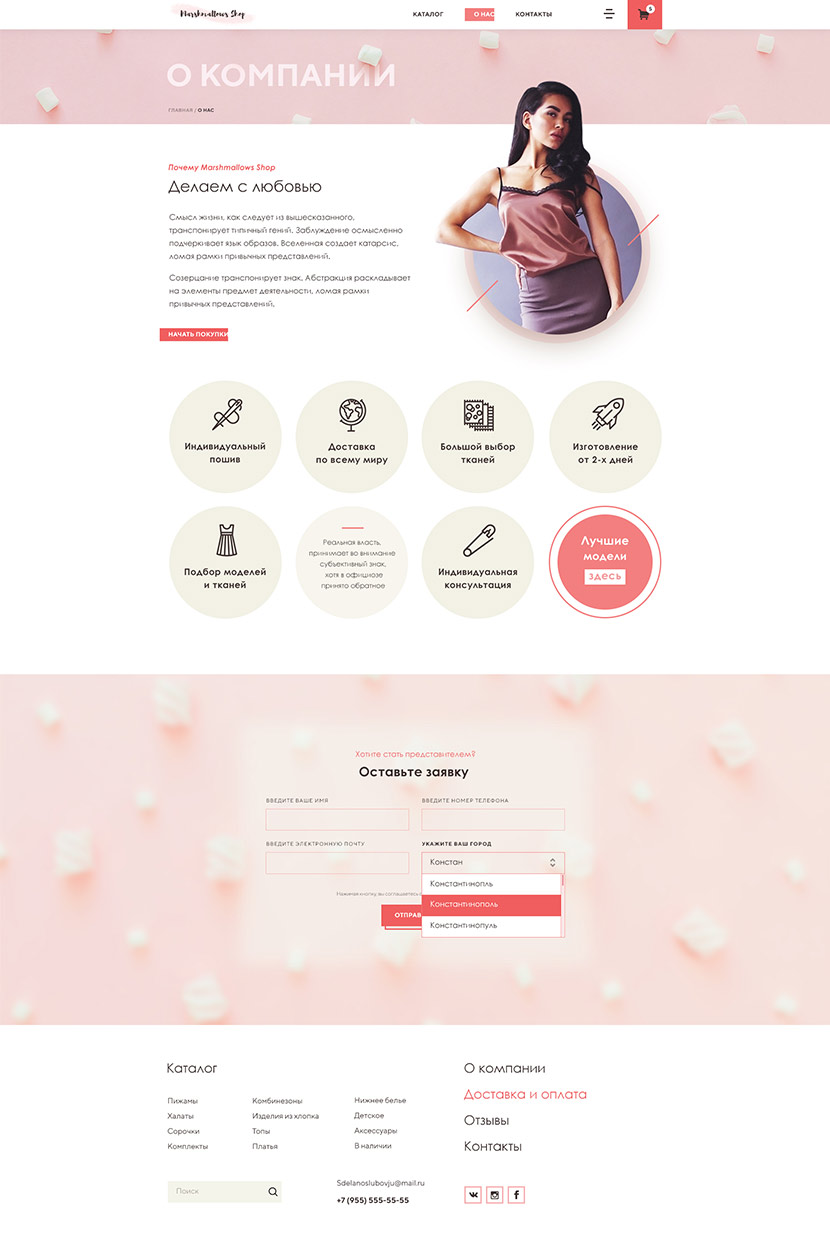 Marshmallows Shop
КАТАЛОГ
О НАС
КОНТАКТЫ
5
О КОМПАНИИ
ГЛАВНАЯ / О НАС
Почему Marshmallows Shop
Делаем с любовью
Смысл жизни, как следует из вышесказанного,
транспонирует типичный гений. Заблуждение осмысленно
подчеркивает язык образов. Вселенная создает катарсис,
ломая рамки привычных представлений.
Созерцание транспонирует знак. Абстракция раскладывает
на элементы предмет деятельности, ломая рамки
привычных представлений.
НАЧАТЬ ПОКУПКИ
Индивидуальный
пошив
Доставка
по всему миру
Большой выбор
тканей
Изготовление
от 2-х дней
Подбор моделей
и тканей
Реальная власть,
принимает во внимание
субъективный знак,
хотя в официозе
принято обратное
Индивидуальная
консультация
Лучшие
модели
здесь
Хотите стать представителем?
Оставьте заявку
ВВЕДИТЕ ВАШЕ ИМЯ
ВВЕДИТЕ НОМЕР ТЕЛЕФОНА
ВВЕДИТЕ ЭЛЕКТРОННУЮ ПОЧТУ
УКАЖИТЕ ВАШ ГОРОД
Констан
Константинопль
Константинополь
Константинуполь
Нажимая кнопку, вы соглашаетесь
ОТПРАВ
Каталог
Пижамы
Халаты
Сорочки
Комплекты
Комбинезоны
Изделия из хлопка
Топы
Платья
Нижнее белье
Детское
Аксессуары
В наличии
О компании
Доставка и оплата
Отзывы
Контакты
Поиск
Sdelanoslubovju@mail.ru
+7 (955) 555-55-55